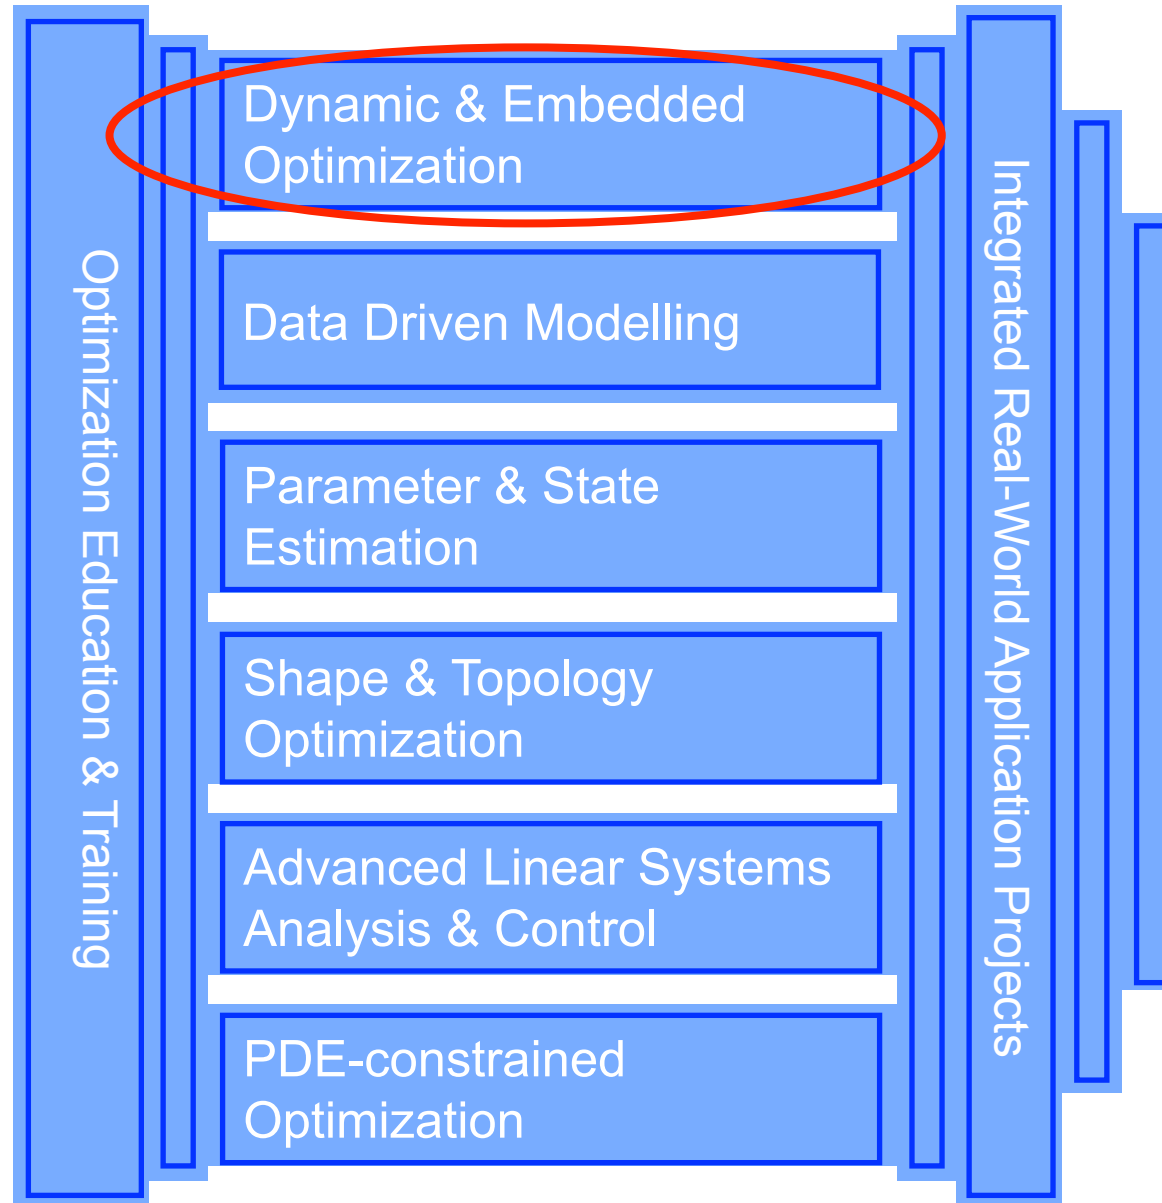 Optimization Education & Training
Dynamic & Embedded
Optimization
Data Driven Modelling
Parameter & State
Estimation
Shape & Topology
Optimization
Advanced Linear Systems
Analysis & Control
PDE-constrained
Optimization
Integrated Real-World Application Projects